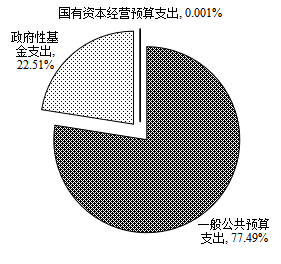 国有资本经营预算支出, 0.001%
政府性基
金支出,
22.51%
一般公共预算
支出, 77.49%